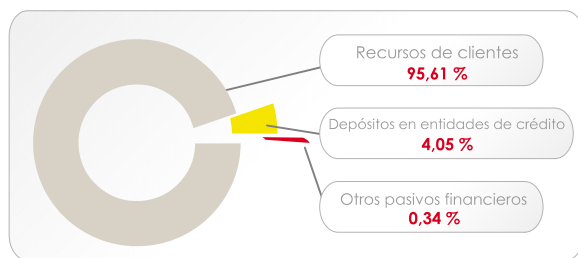 Recursos de clientes
95,61 %
Depósitos en entidades de crédito
4,05 %
Otros pasivos financieros
0,34 %